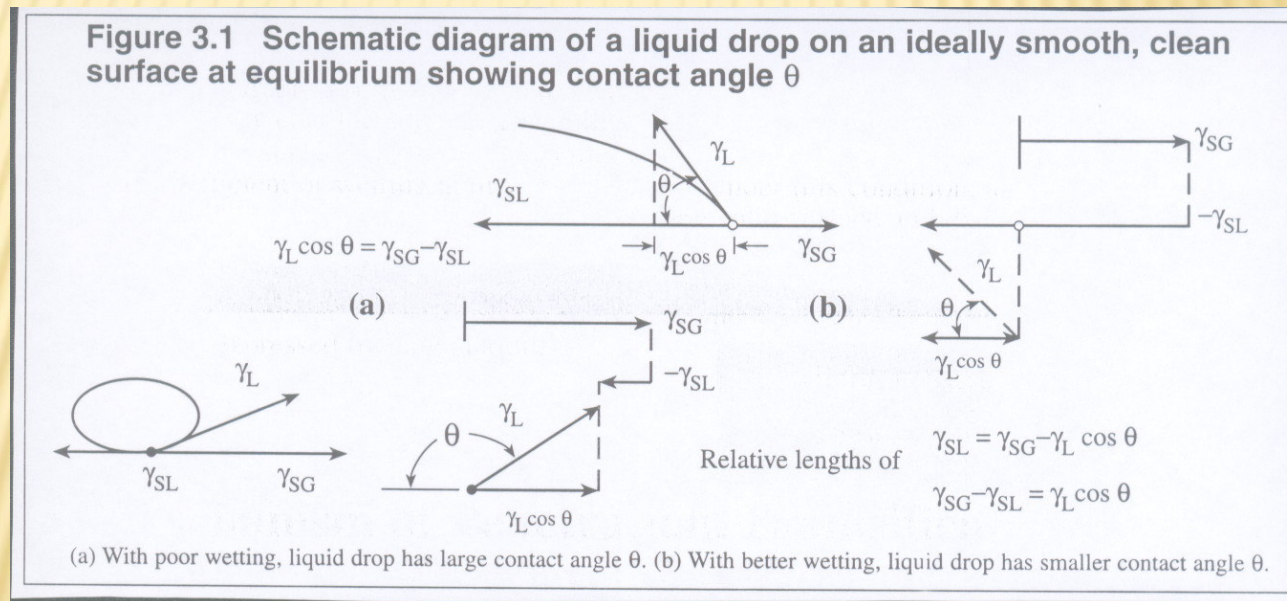 Figure 3.1 Schematic diagram of a liquid drop on an ideally smooth, clean
surface at equilibrium showing contact angle θ
γL
θ
γSL
γSG
γL cos θ = γSG–γSL
γL cos θ
(a)
γSG
–γSL
γL
θ
γL cos θ
(b)
γSG
–γSL
γL
γSL
γSG
γL
θ
γL cos θ
Relative lengths of
γSL = γSG–γL cos θ
γSG–γSL = γL cos θ
(a) With poor wetting, liquid drop has large contact angle θ. (b) With better wetting, liquid drop has smaller contact angle θ.